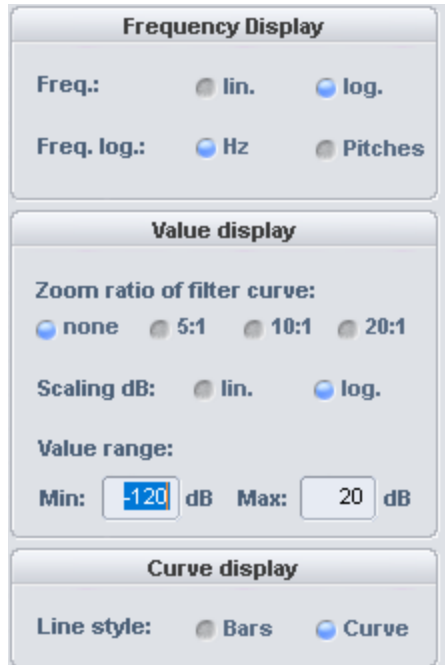 Frequency Display
Freq.: lin. log.
Freq. log.: Hz Pitches
Value display
Zoom ratio of filter curve:
none 5:1 10:1 20:1
Scaling dB: lin. log.
Value range:
Min: -120 dB Max: 20 dB
Curve display
Line style: Bars Curve